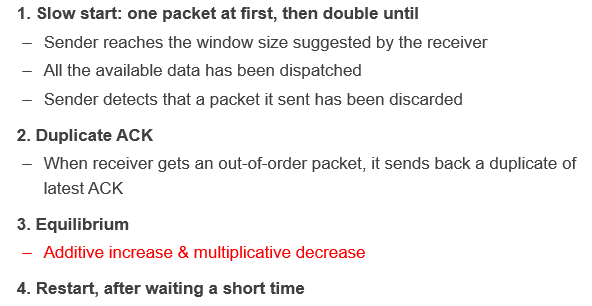 1. Slow start: one packet at first, then double until
– Sender reaches the window size suggested by the receiver
– All the available data has been dispatched
– Sender detects that a packet it sent has been discarded
2. Duplicate ACK
– When receiver gets an out-of-order packet, it sends back a duplicate of
latest ACK
3. Equilibrium
– Additive increase & multiplicative decrease
4. Restart, after waiting a short time